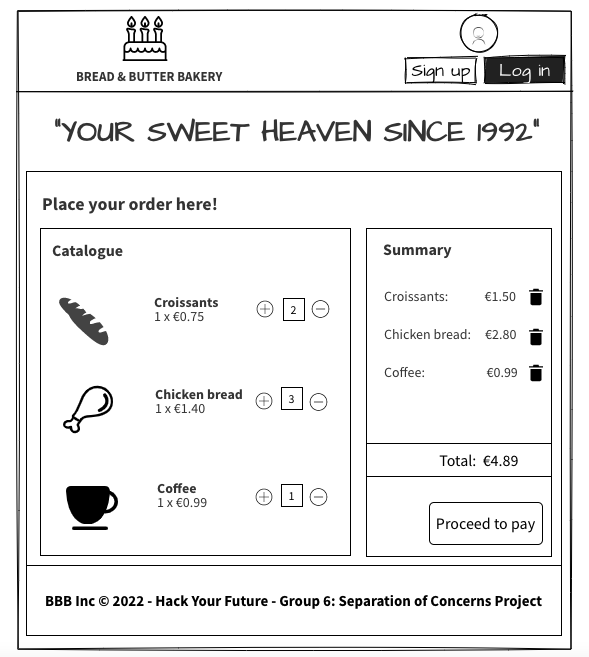 BREAD & BUTTER BAKERY
Sign up
Log in
"YOUR SWEET HEAVEN SINCE 1992"
Place your order here!
Catalogue
Croissants
1 x €0.75
2
Chicken bread
1 x €1.40
3
Coffee
1 x €0.99
1
Summary
Croissants: €1.50
Chicken bread: €2.80
Coffee: €0.99
Total: €4.89
Proceed to pay
BBB Inc © 2022 - Hack Your Future - Group 6: Separation of Concerns Project